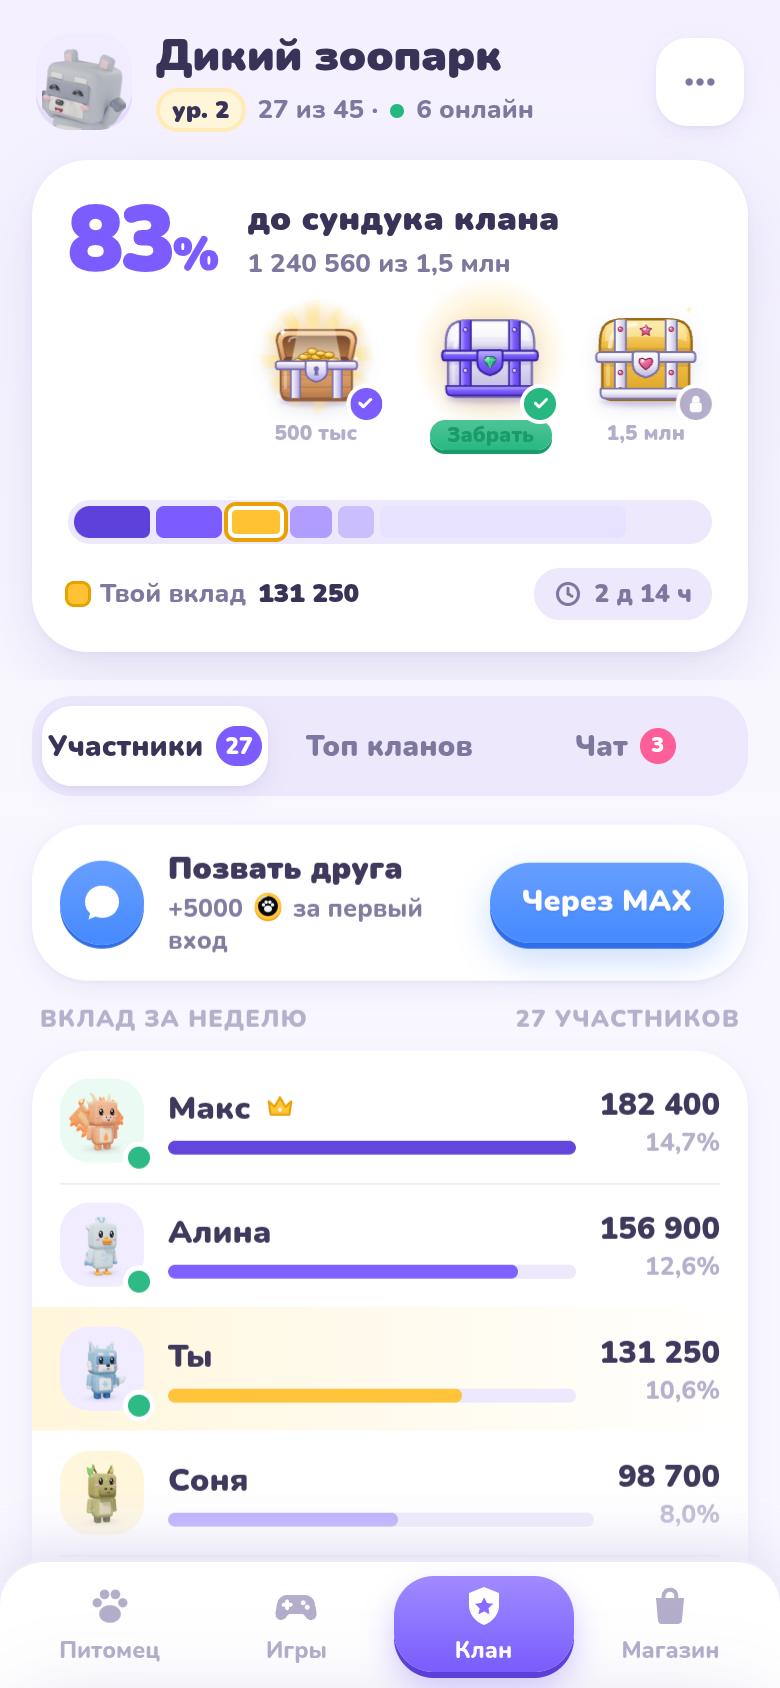 Дикий зоопарк
ур. 2 27 из 45 · 6 онлайн
83% до сундука клана
1 240 560 из 1,5 млн
500 тыс Забрать 1,5 млн
Твой вклад 131 250 2 д 14 ч
Участники 27 Топ кланов Чат 3
Позвать друга
+5000 за первый
вход
Через MAX
ВКЛАД ЗА НЕДЕЛЮ 27 УЧАСТНИКОВ
Макс 182 400
14,7%
Алина 156 900
12,6%
Ты 131 250
10,6%
Соня 98 700
8,0%
Питомец Игры Клан Магазин